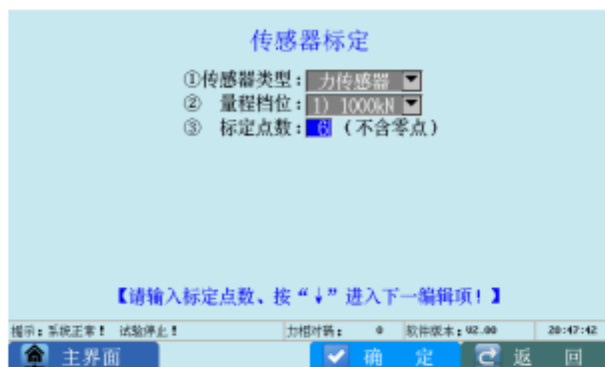 传感器标定
①传感器类型：力传感器
② 量程档位：1) 1000kN
③ 标定点数：6（不含零点）
【请输入标定点数、按“↓”进入下一编辑项！】
提示：系统正常！ 试验停止！ 力相对码： 0 软件版本：V2.00 20:47:42
主界面 确 定 返 回